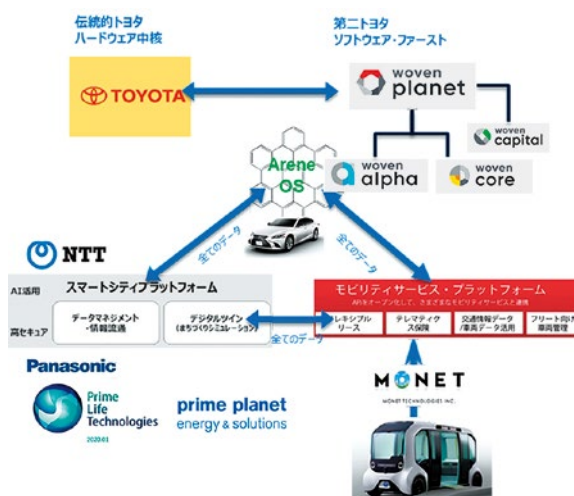 伝統的トヨタ
ハードウェア中核
第二トヨタ
ソフトウェア・ファースト
TOYOTA
woven
planet
woven
capital
woven
alpha
woven
core
Arene
OS
全てのデータ
全てのデータ
NTT
AI活用
スマートシティプラットフォーム
高セキュア
データマネジメント
・情報流通
デジタルツイン
(まちづくりシミュレーション)
全てのデータ
モビリティサービス・プラットフォーム
APIをオープン化して、さまざまなモビリティサービスと連携
レキシブル
リース
テレマティク
ス保険
交通情報データ
/車両データ活用
フリート向け
車両管理
Panasonic
Prime
Life
Technologies
2020.01
prime planet
energy & solutions
MONET
MONET TECHNOLOGIES INC.